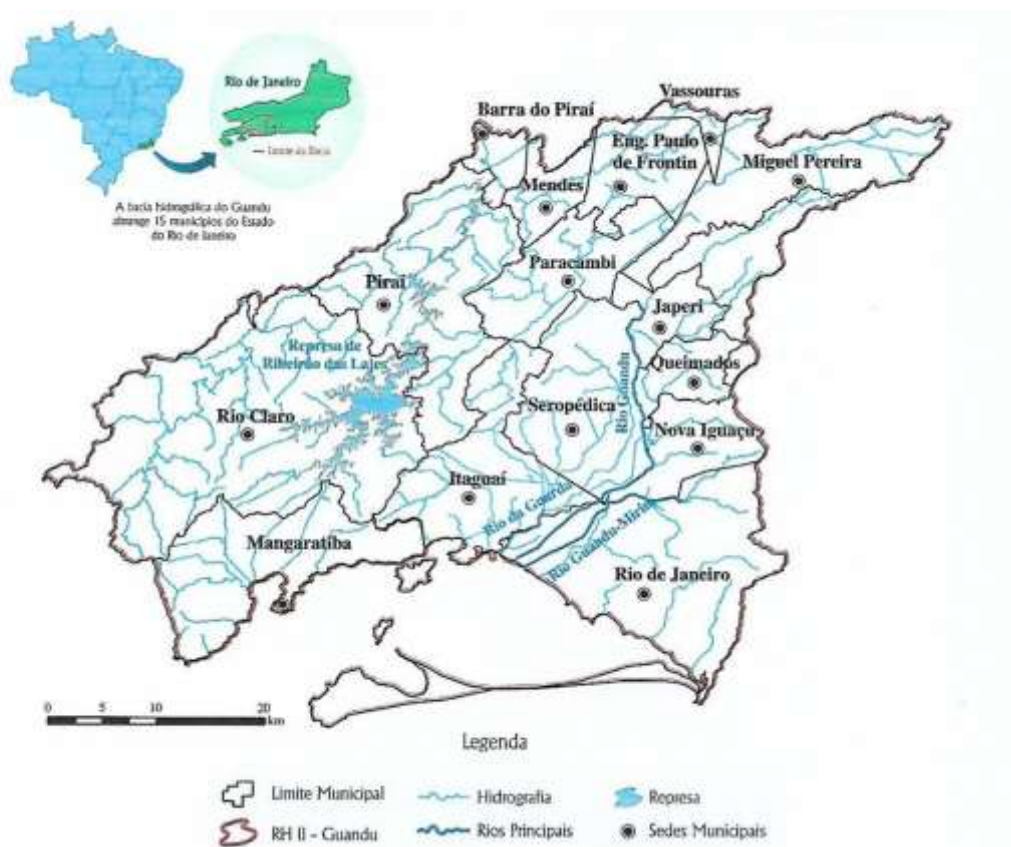 Rio de Janeiro
Limite da Bacia
A bacia hidrográfica do Guandu
abrange 15 municípios do Estado
do Rio de Janeiro
Vassouras
Barra do Piraí
Eng. Paulo
de Frontin
Miguel Pereira
Mendes
Paracambi
Piraí
Japeri
Represa de
Ribeirão das Lajes
Queimados
Rio Guandu
Seropédica
Rio Claro
Nova Iguaçu
Itaguaí
Rio da Guarda
Rio Guandu-Mirim
Mangaratiba
Rio de Janeiro
0 5 10 20
km
Legenda
Limite Municipal
Hidrografia
Represa
RH II - Guandu
Rios Principais
Sedes Municipais